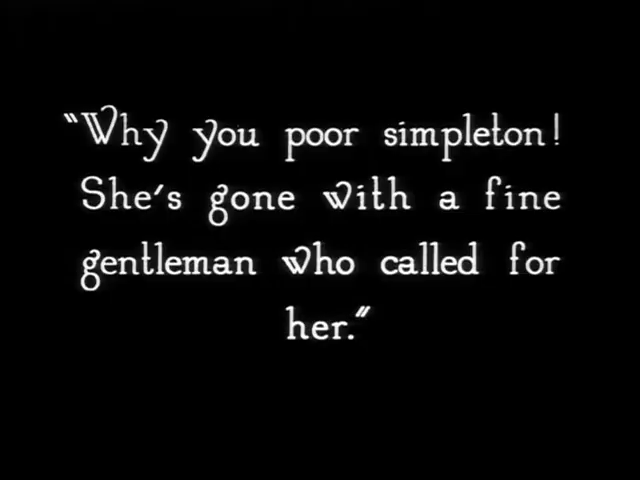 "Why you poor simpleton!
She's gone with a fine
gentleman who called for
her."